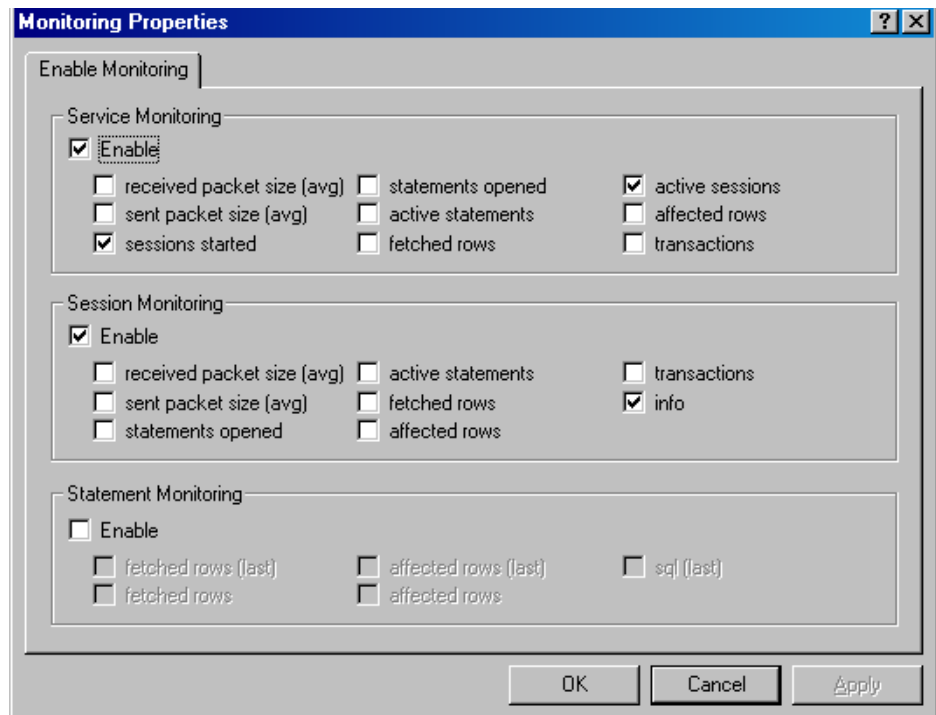 Monitoring Properties
Enable Monitoring
Service Monitoring
Enable
received packet size (avg) statements opened active sessions
sent packet size (avg) active statements affected rows
sessions started fetched rows transactions
Session Monitoring
Enable
received packet size (avg) active statements transactions
sent packet size (avg) fetched rows info
statements opened affected rows
Statement Monitoring
Enable
fetched rows (last) affected rows (last) sql (last)
fetched rows affected rows
OK Cancel Apply